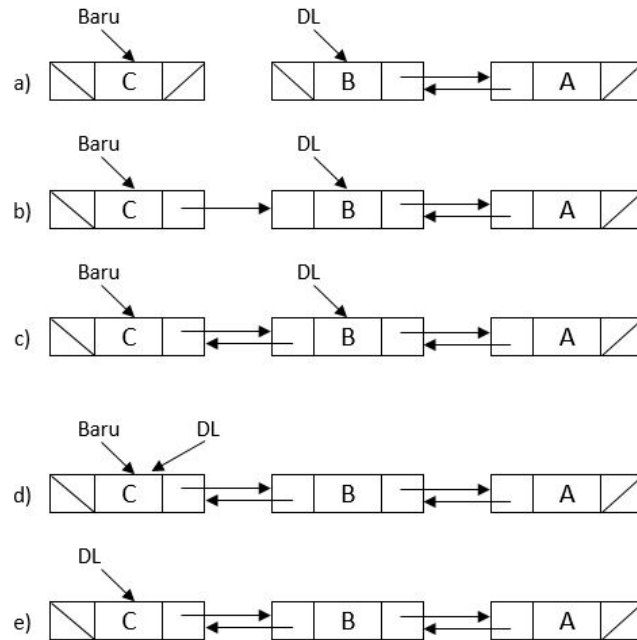 Baru DL
a) C B A
Baru DL
b) C B A
Baru DL
c) C B A
Baru DL
d) C B A
DL
e) C B A